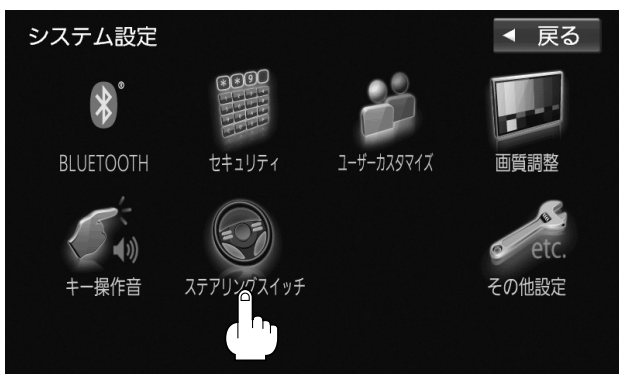 システム設定
◀ 戻る
BLUETOOTH®
セキュリティ
ユーザーカスタマイズ
画質調整
キー操作音
ステアリングスイッチ
etc.
その他設定